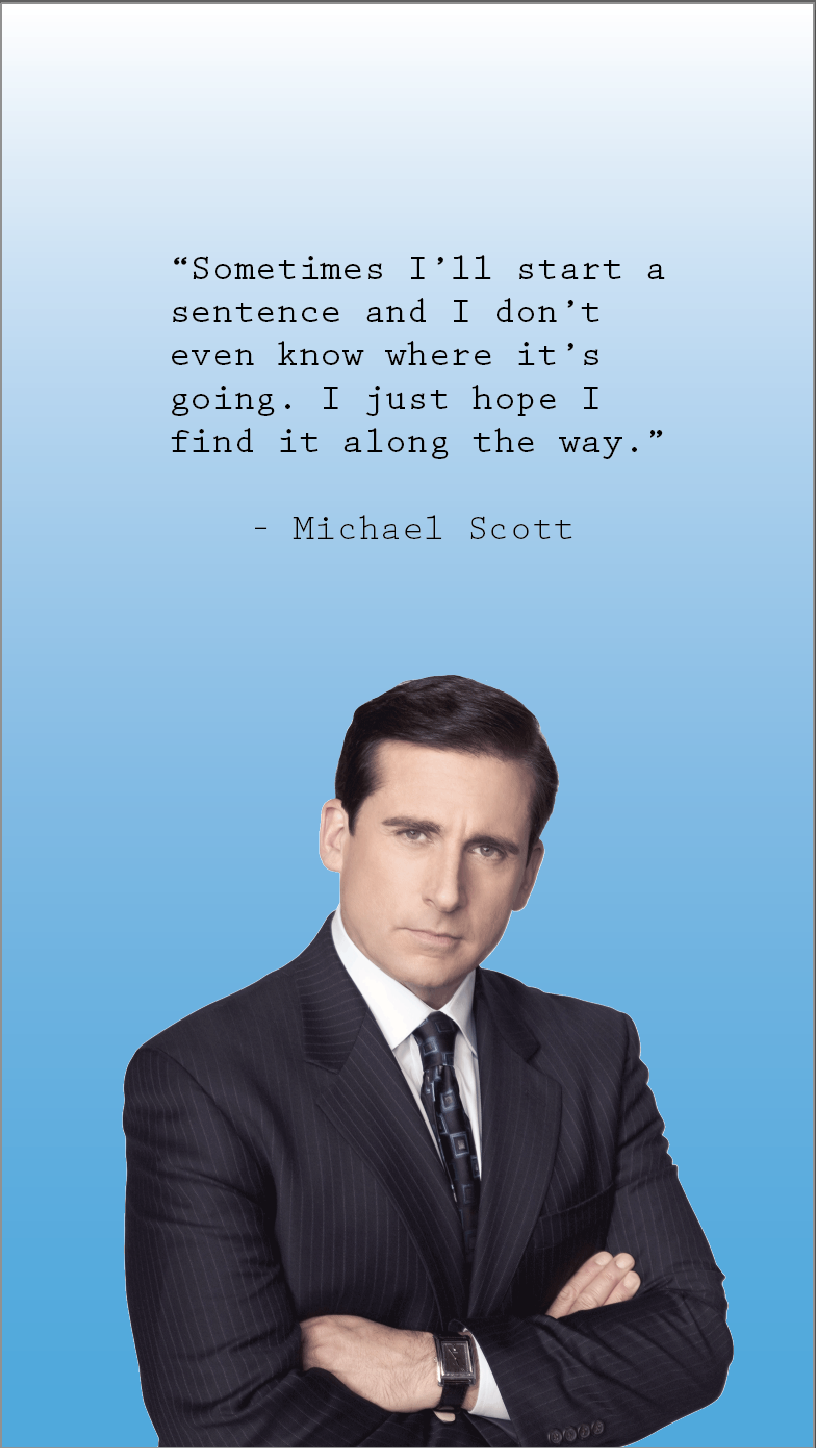 “Sometimes I’ll start a
sentence and I don’t
even know where it’s
going. I just hope I
find it along the way.”
- Michael Scott